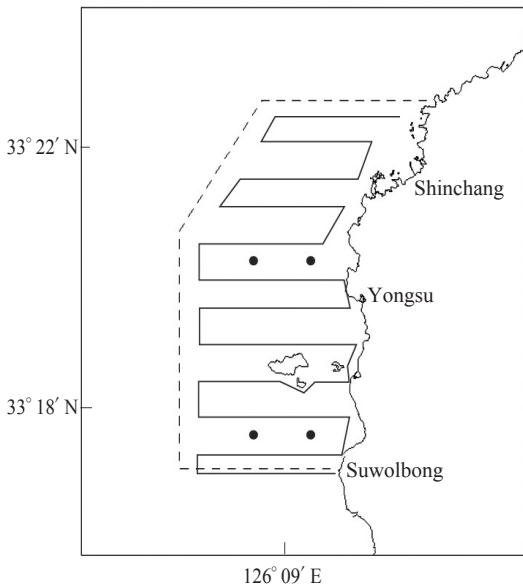 33° 22′ N
Shinchang
Yongsu
33° 18′ N
Suwolbong
126° 09′ E